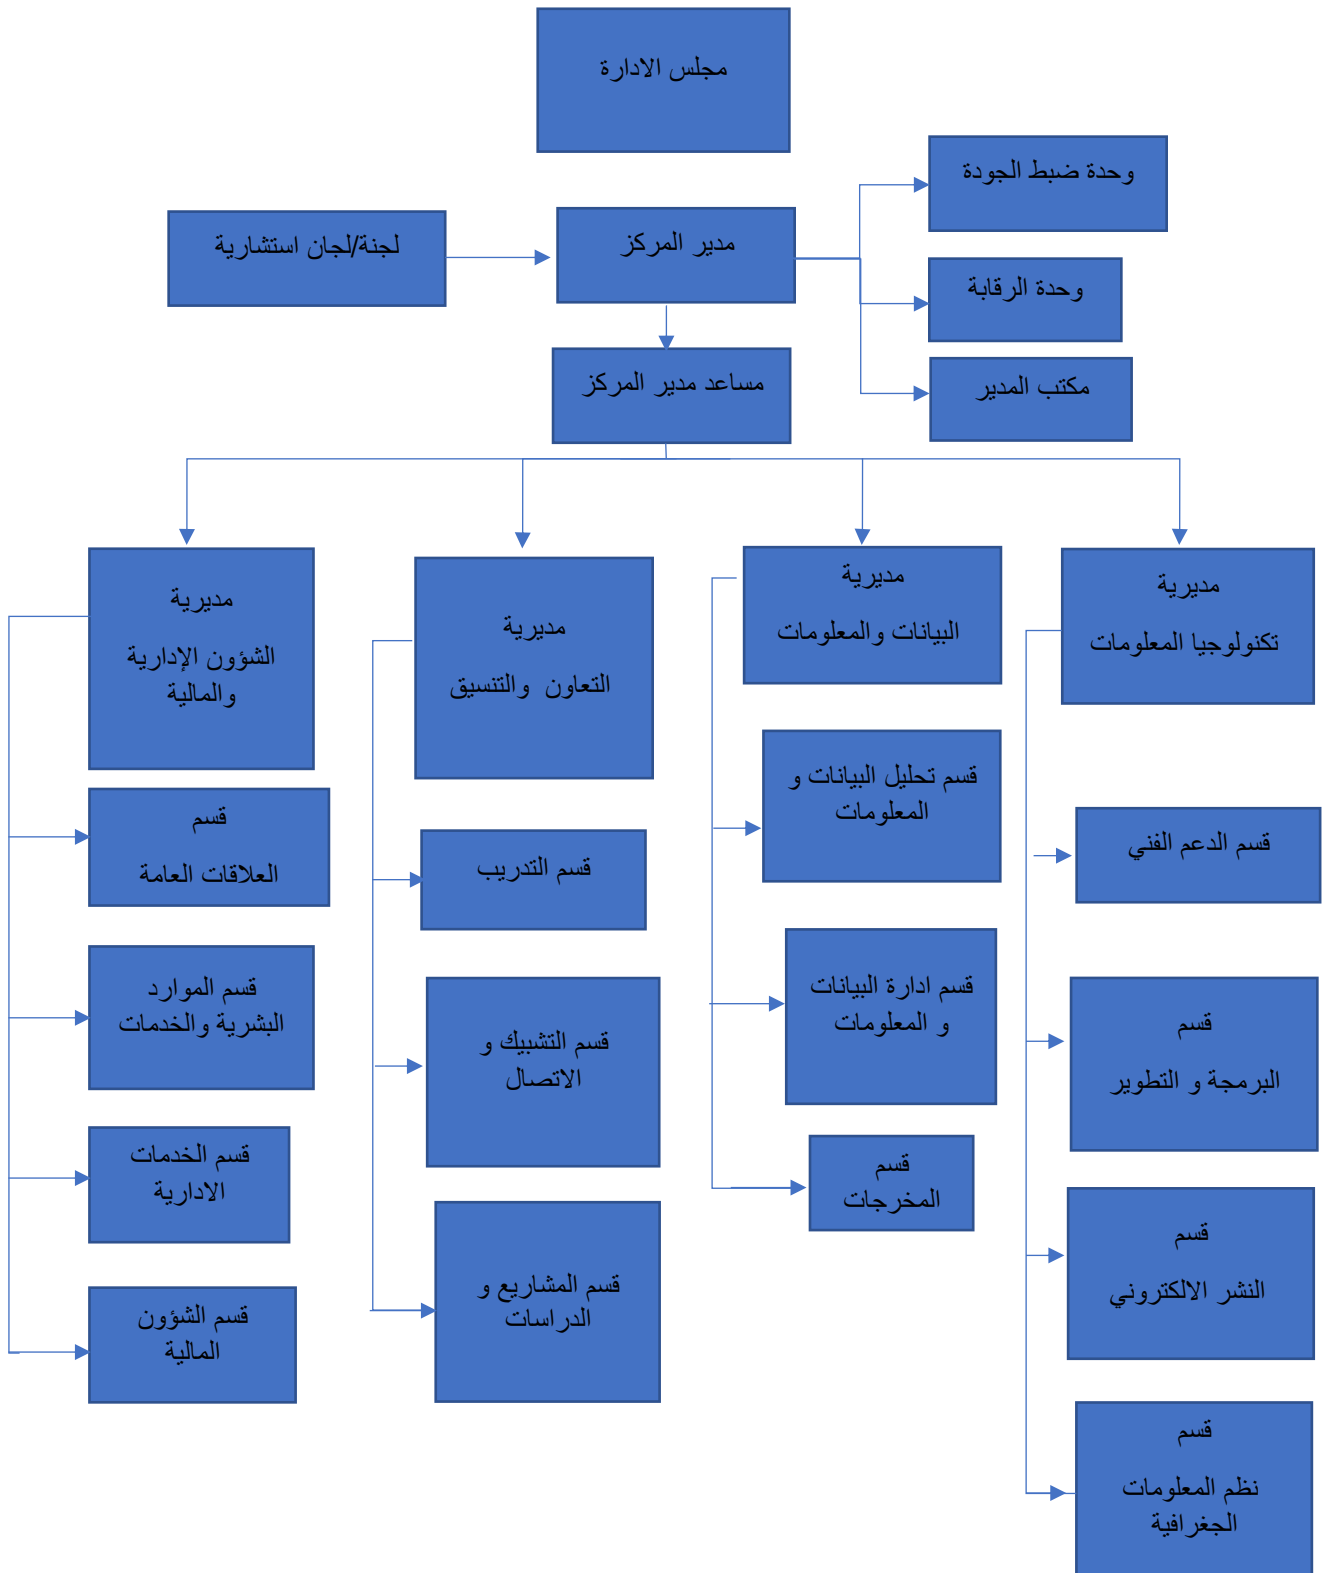 مجلس الادارة
وحدة ضبط الجودة
مدير المركز
لجنة/لجان استشارية
وحدة الرقابة
مساعد مدير المركز
مكتب المدير
مديرية
تكنولوجيا المعلومات
قسم الدعم الفني
قسم
البرمجة و التطوير
قسم
النشر الالكتروني
قسم
نظم المعلومات
الجغرافية
مديرية
البيانات والمعلومات
قسم تحليل البيانات و
المعلومات
قسم ادارة البيانات
و المعلومات
قسم
المخرجات
مديرية
التعاون والتنسيق
قسم التدريب
قسم التشبيك و
الاتصال
قسم المشاريع و
الدراسات
مديرية
الشؤون الإدارية
والمالية
قسم
العلاقات العامة
قسم الموارد
البشرية والخدمات
قسم الخدمات
الادارية
قسم الشؤون
المالية